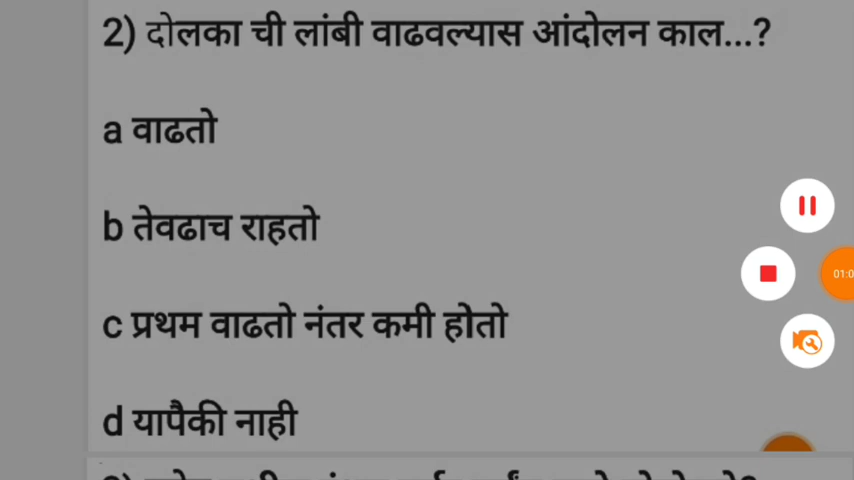 2) दोलका ची लांबी वाढवल्यास आंदोलन काल...?
a वाढतो
b तेवढाच राहतो
c प्रथम वाढतो नंतर कमी होतो
d यापैकी नाही